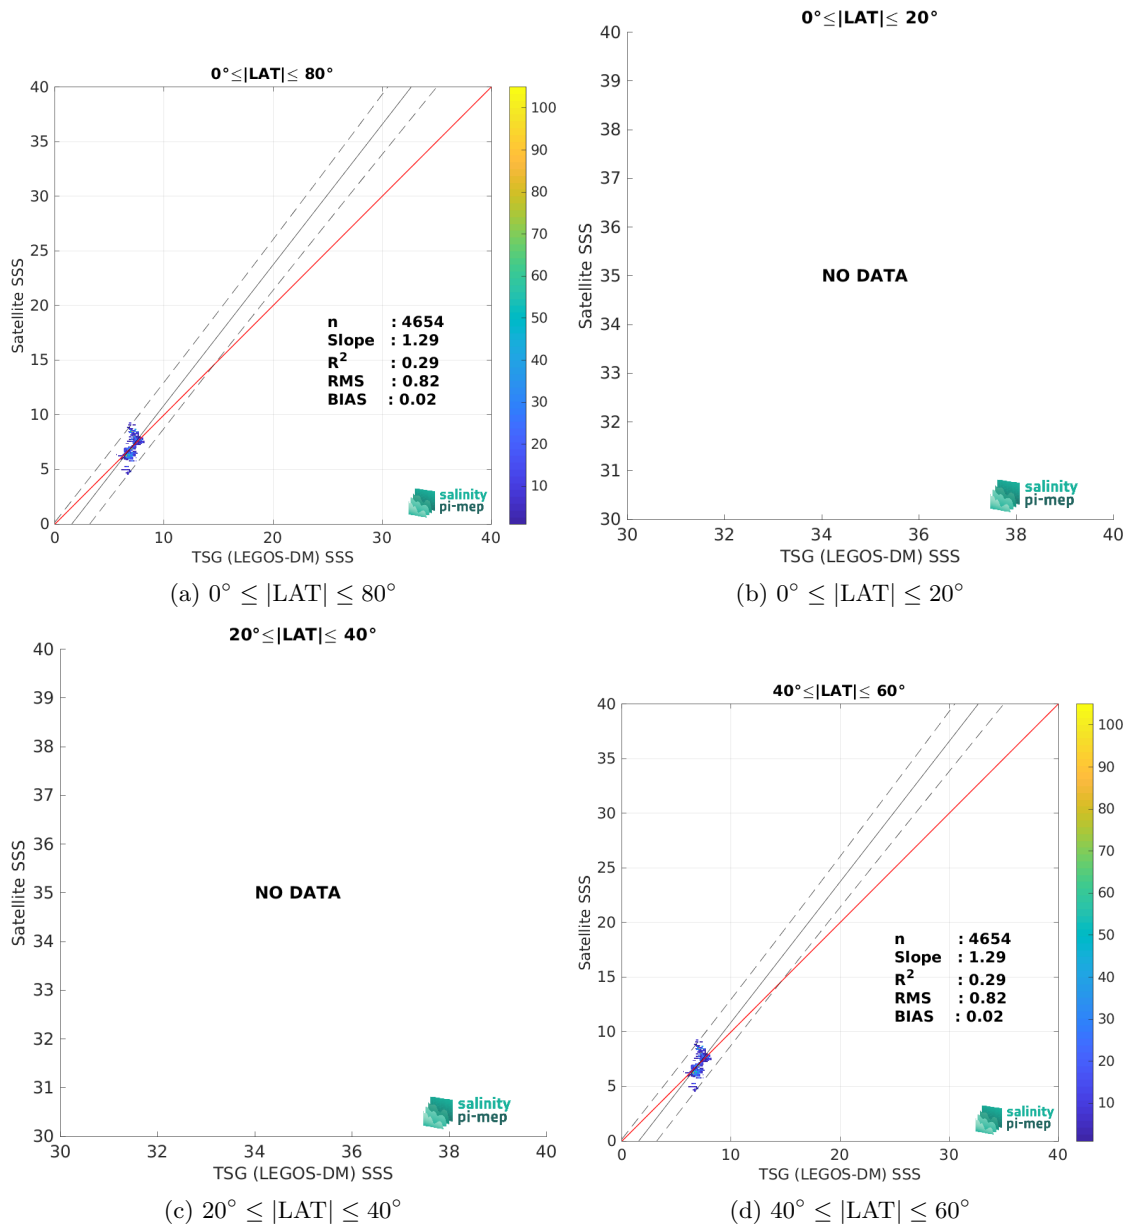 0°≤|LAT|≤ 80°
40
35
30
25
20
15
10
5
0
Satellite SSS
0
10
20
30
40
TSG (LEGOS-DM) SSS
n : 4654
Slope : 1.29
R² : 0.29
RMS : 0.82
BIAS : 0.02
salinity
pi-mep
100
90
80
70
60
50
40
30
20
10
(a) 0° ≤ |LAT| ≤ 80°
0°≤|LAT|≤ 20°
40
39
38
37
36
35
34
33
32
31
30
Satellite SSS
NO DATA
30
32
34
36
38
40
TSG (LEGOS-DM) SSS
salinity
pi-mep
(b) 0° ≤ |LAT| ≤ 20°
20°≤|LAT|≤ 40°
40
39
38
37
36
35
34
33
32
31
30
Satellite SSS
NO DATA
30
32
34
36
38
40
TSG (LEGOS-DM) SSS
salinity
pi-mep
(c) 20° ≤ |LAT| ≤ 40°
40°≤|LAT|≤ 60°
40
35
30
25
20
15
10
5
0
Satellite SSS
0
10
20
30
40
TSG (LEGOS-DM) SSS
n : 4654
Slope : 1.29
R² : 0.29
RMS : 0.82
BIAS : 0.02
salinity
pi-mep
100
90
80
70
60
50
40
30
20
10
(d) 40° ≤ |LAT| ≤ 60°